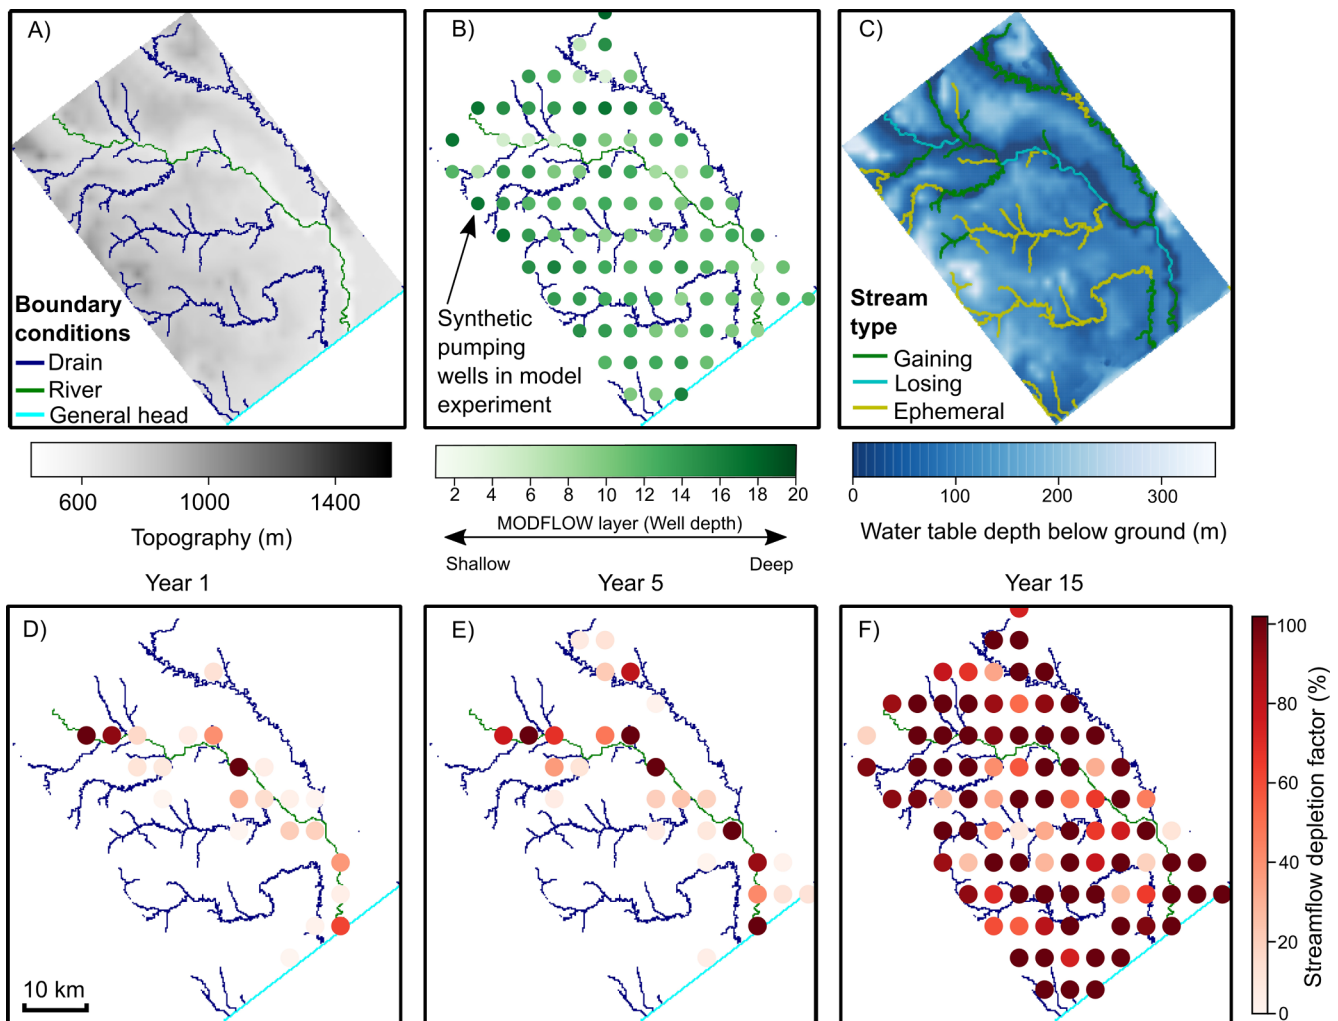 A)
Boundary
conditions
Drain
River
General head
600
1000
1400
Topography (m)
B)
Synthetic
pumping
wells in model
experiment
2
4
6
8
10
12
14
16
18
20
MODFLOW layer (Well depth)
Shallow
Deep
C)
Stream
type
Gaining
Losing
Ephemeral
0
100
200
300
Water table depth below ground (m)
Year 1
Year 5
Year 15
D)
10 km
E)
F)
100
80
60
40
20
0
Streamflow depletion factor (%)